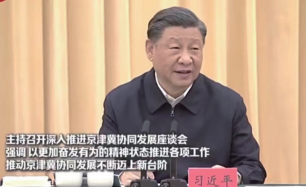 主持召开深入推进京津冀协同发展座谈会
强调 以更加奋发有为的精神状态推进各项工作
推动京津冀协同发展不断迈上新台阶
习近平